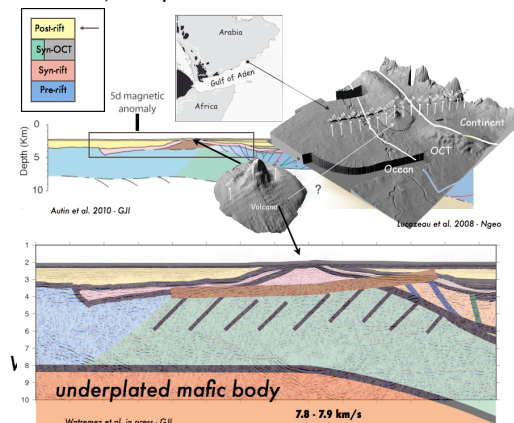 Post-rift
Syn-OCT
Syn-rift
Pre-rift
Arabia
Gulf of Aden
Africa
5d magnetic
anomaly
Continent
OCT
Ocean
Depth (Km)
0
5
10
Volcano
?
Autin et al. 2010 - GJI
Lucazeau et al. 2008 - Ngeo
1
2
3
4
5
6
7
8
9
10
underplated mafic body
7.8 - 7.9 km/s
Watremez et al. in press - GJI